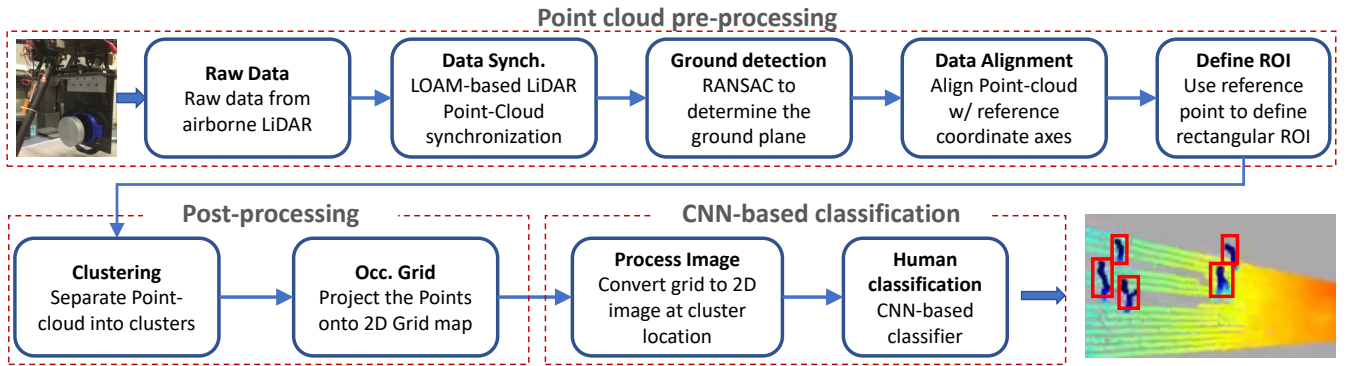 Point cloud pre-processing
Raw Data
Raw data from
airborne LiDAR
Data Synch.
LOAM-based LiDAR
Point-Cloud
synchronization
Ground detection
RANSAC to
determine the
ground plane
Data Alignment
Align Point-cloud
w/ reference
coordinate axes
Define ROI
Use reference
point to define
rectangular ROI
Post-processing
Clustering
Separate Point-
cloud into clusters
Occ. Grid
Project the Points
onto 2D Grid map
CNN-based classification
Process Image
Convert grid to 2D
image at cluster
location
Human
classification
CNN-based
classifier